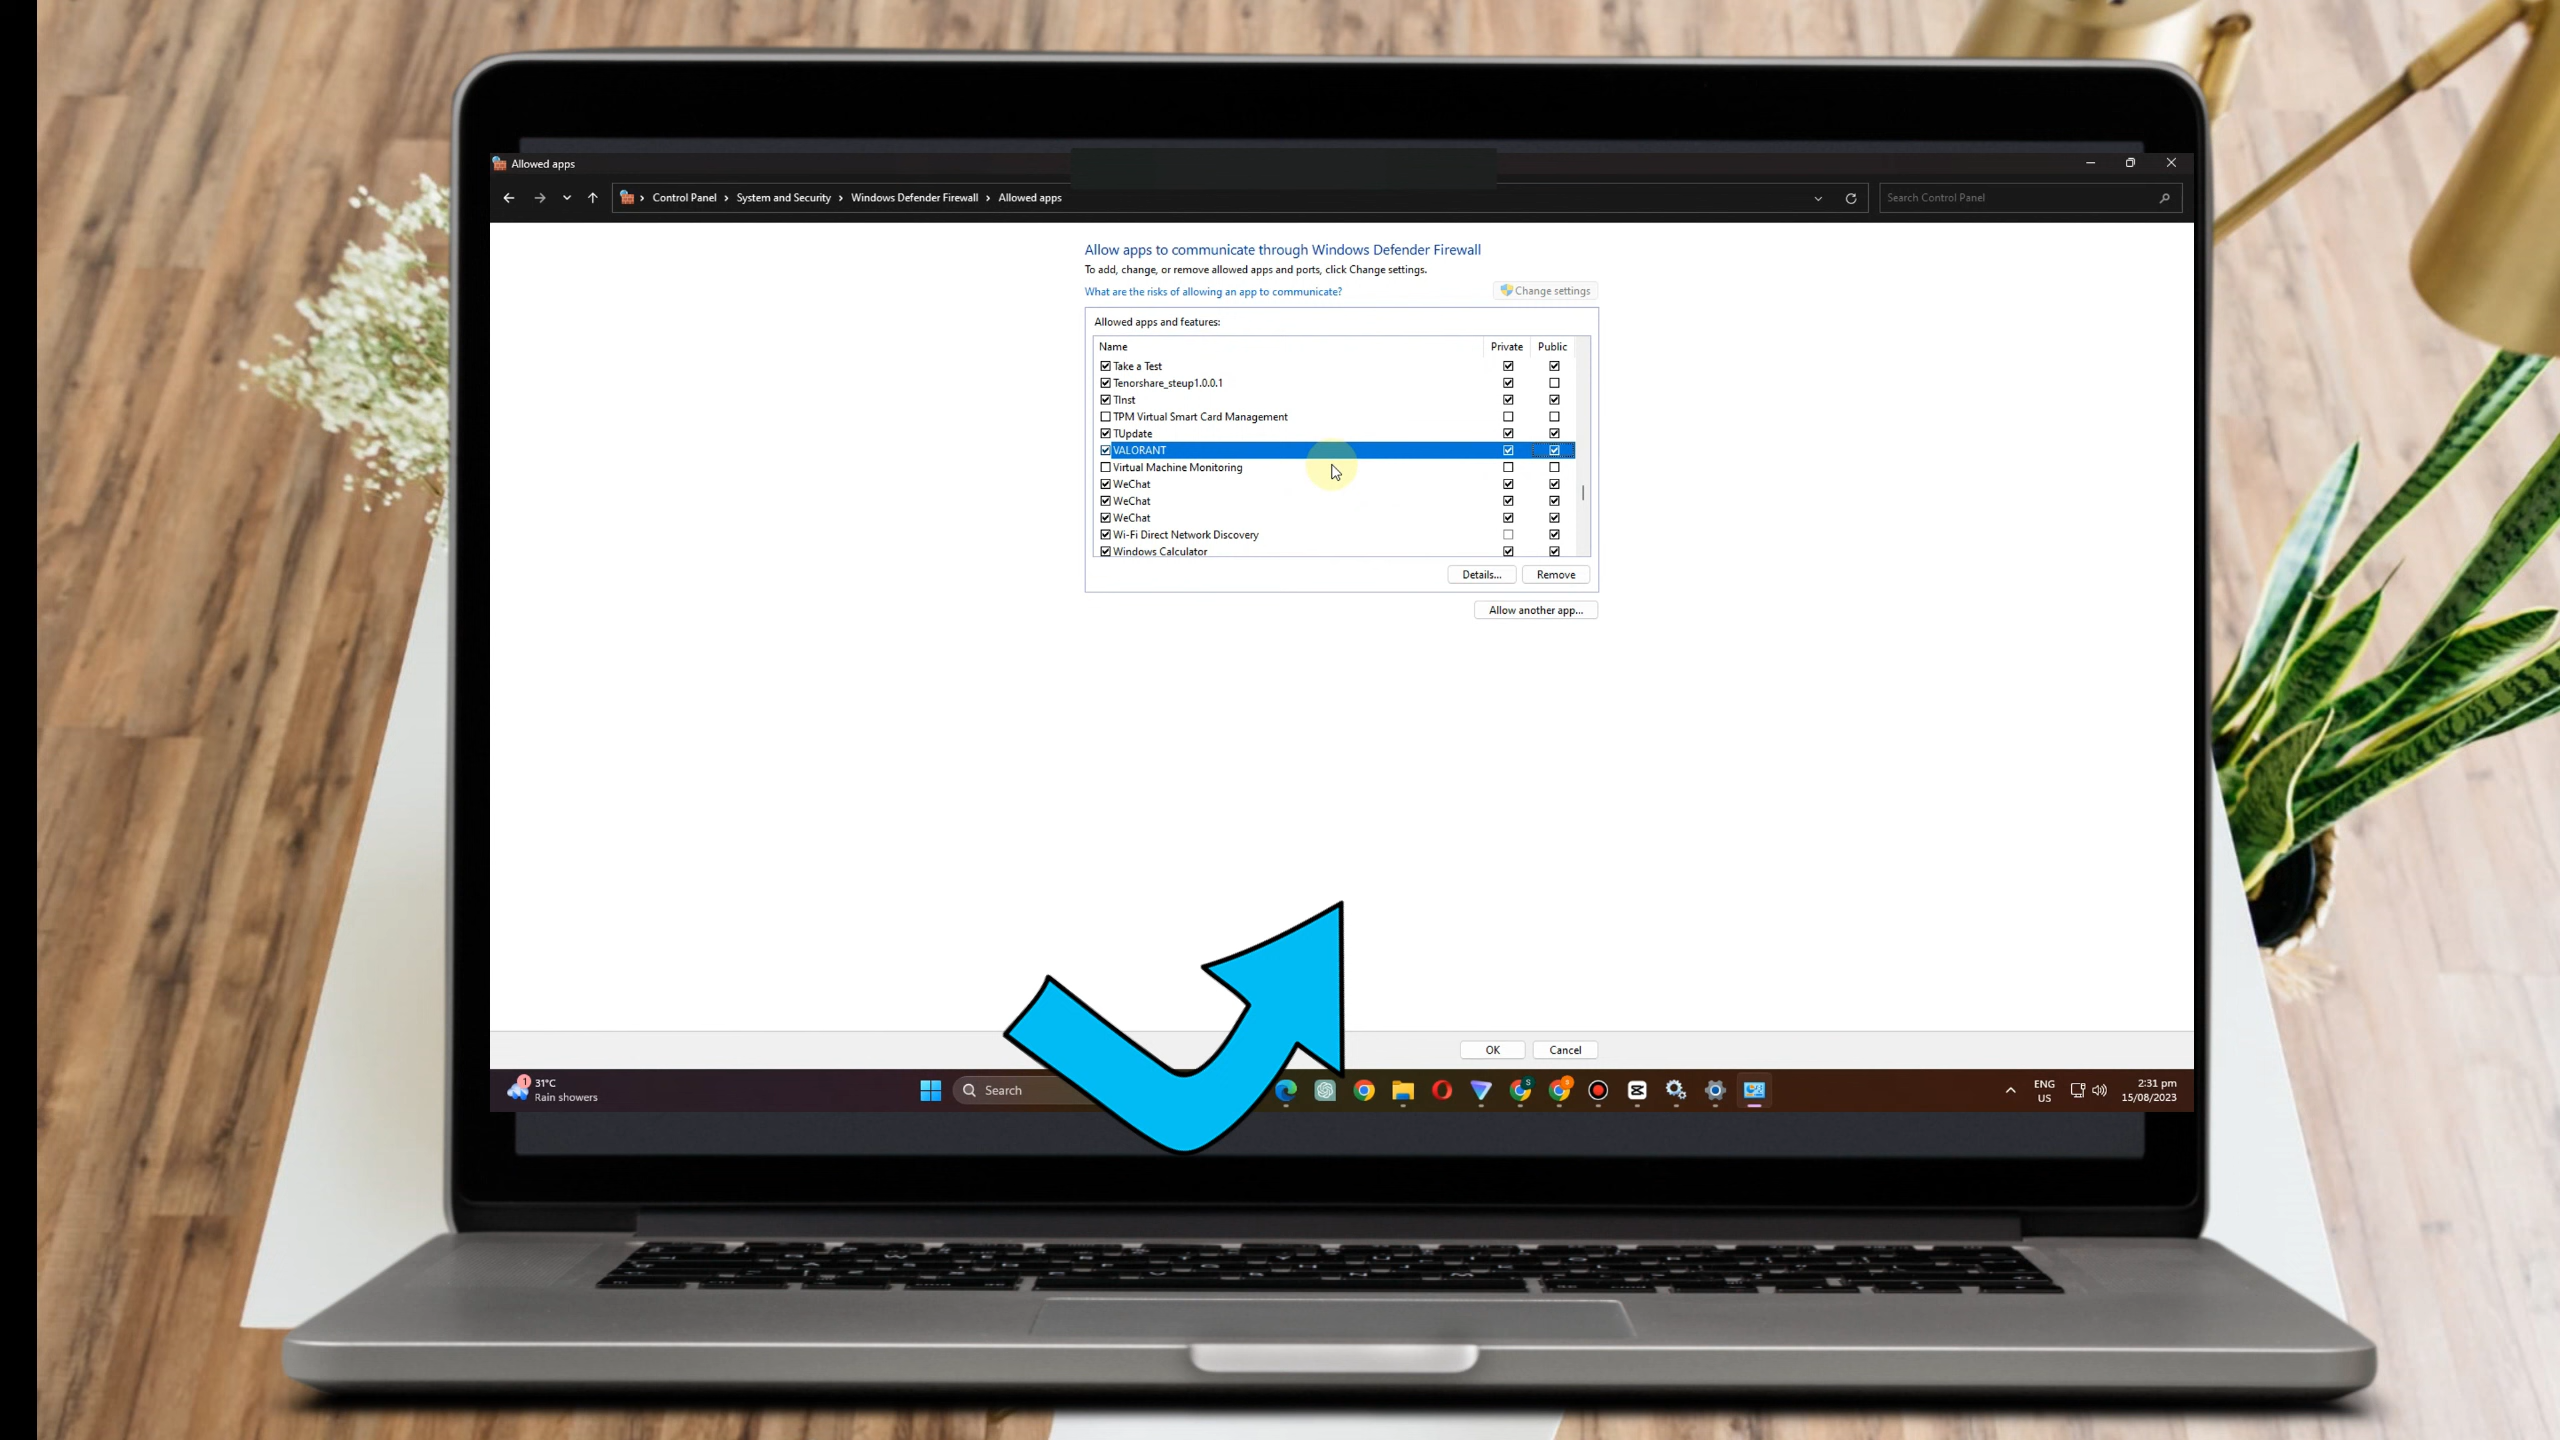 Allowed apps
Control Panel › System and Security › Windows Defender Firewall › Allowed apps
Search Control Panel
Allow apps to communicate through Windows Defender Firewall
To add, change, or remove allowed apps and ports, click Change settings.
What are the risks of allowing an app to communicate?
Change settings
Allowed apps and features:
Name Private Public
Take a Test
Tenorshare_steup1.0.0.1
TInst
TPM Virtual Smart Card Management
TUpdate
VALORANT
Virtual Machine Monitoring
WeChat
WeChat
WeChat
Wi-Fi Direct Network Discovery
Windows Calculator
Details... Remove
Allow another app...
OK Cancel
1
31°C
Rain showers
Search
S
ENG
US
2:31 pm
15/08/2023